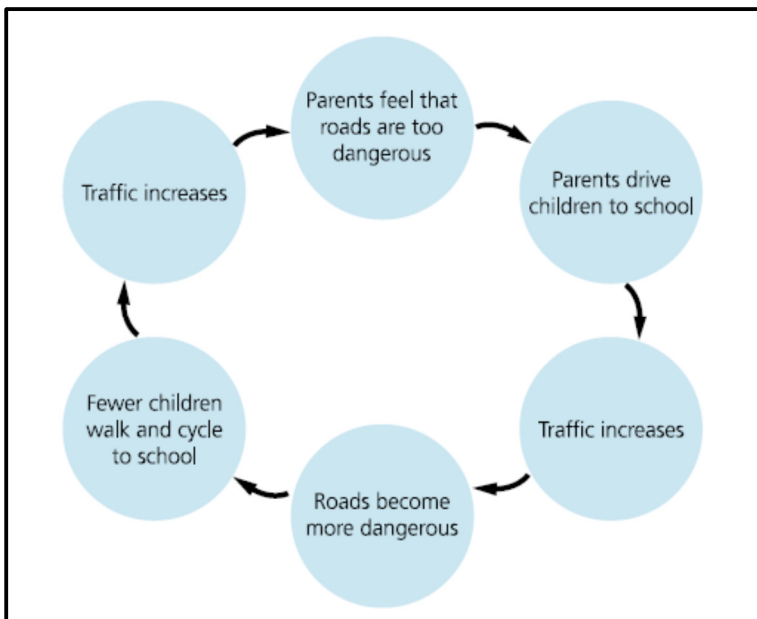 Parents feel that
roads are too
dangerous
Parents drive
children to school
Traffic increases
Roads become
more dangerous
Fewer children
walk and cycle
to school
Traffic increases